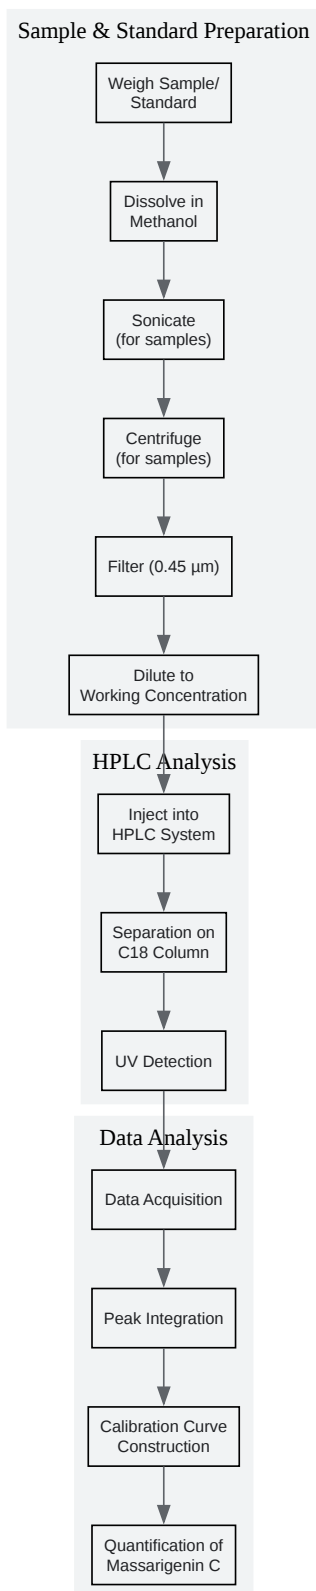 Sample & Standard Preparation
Weigh Sample/
Standard
Dissolve in
Methanol
Sonicate
(for samples)
Centrifuge
(for samples)
Filter (0.45 µm)
Dilute to
Working Concentration
HPLC Analysis
Inject into
HPLC System
Separation on
C18 Column
UV Detection
Data Analysis
Data Acquisition
Peak Integration
Calibration Curve
Construction
Quantification of
Massarigenin C